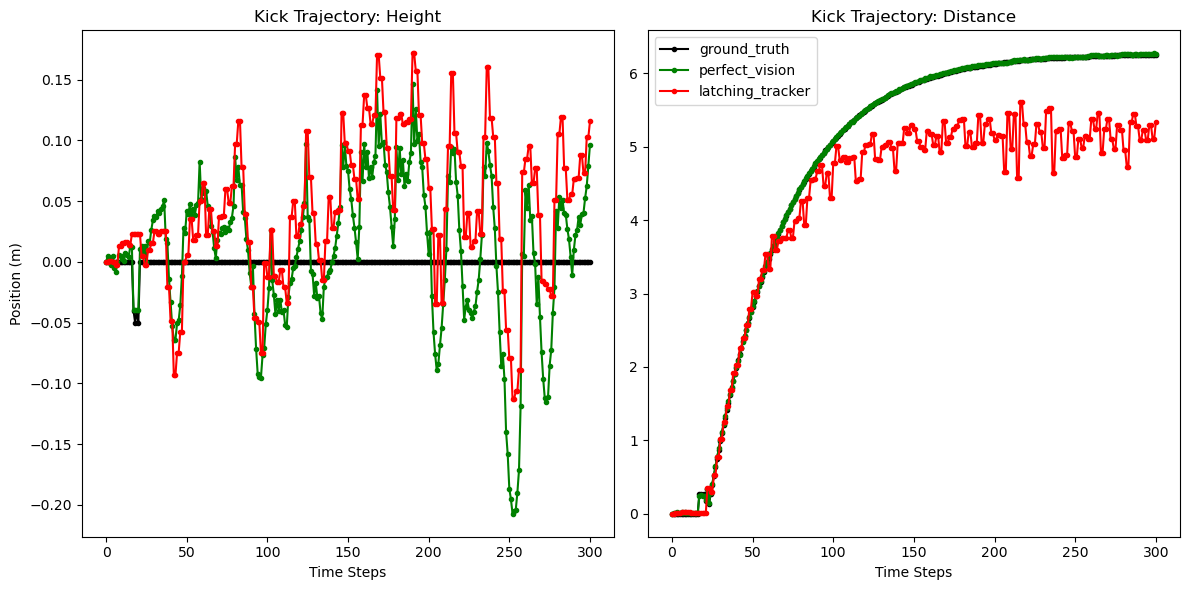 Kick Trajectory: Height
Position (m)
0.15
0.10
0.05
0.00
−0.05
−0.10
−0.15
−0.20
0 50 100 150 200 250 300
Time Steps
Kick Trajectory: Distance
ground_truth
perfect_vision
latching_tracker
6
5
4
3
2
1
0
0 50 100 150 200 250 300
Time Steps